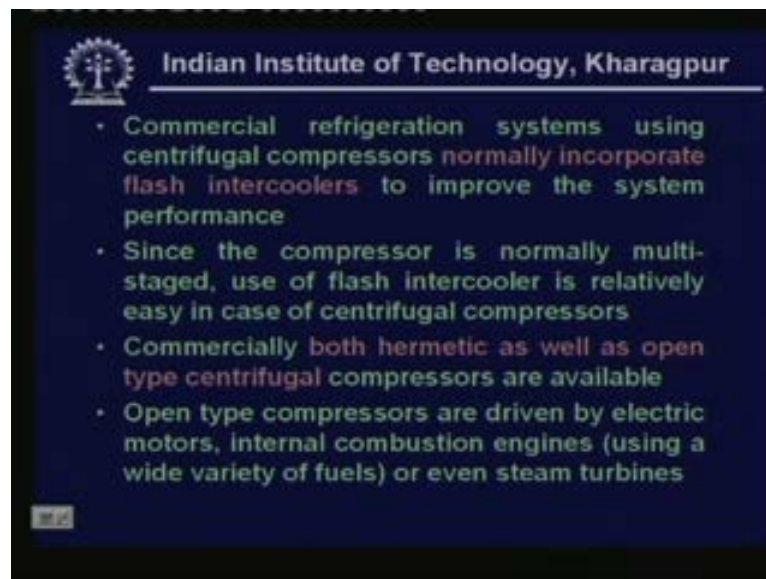 Indian Institute of Technology, Kharagpur
• Commercial refrigeration systems using
centrifugal compressors normally incorporate
flash intercoolers to improve the system
performance
• Since the compressor is normally multi-
staged, use of flash intercooler is relatively
easy in case of centrifugal compressors
• Commercially both hermetic as well as open
type centrifugal compressors are available
• Open type compressors are driven by electric
motors, internal combustion engines (using a
wide variety of fuels) or even steam turbines